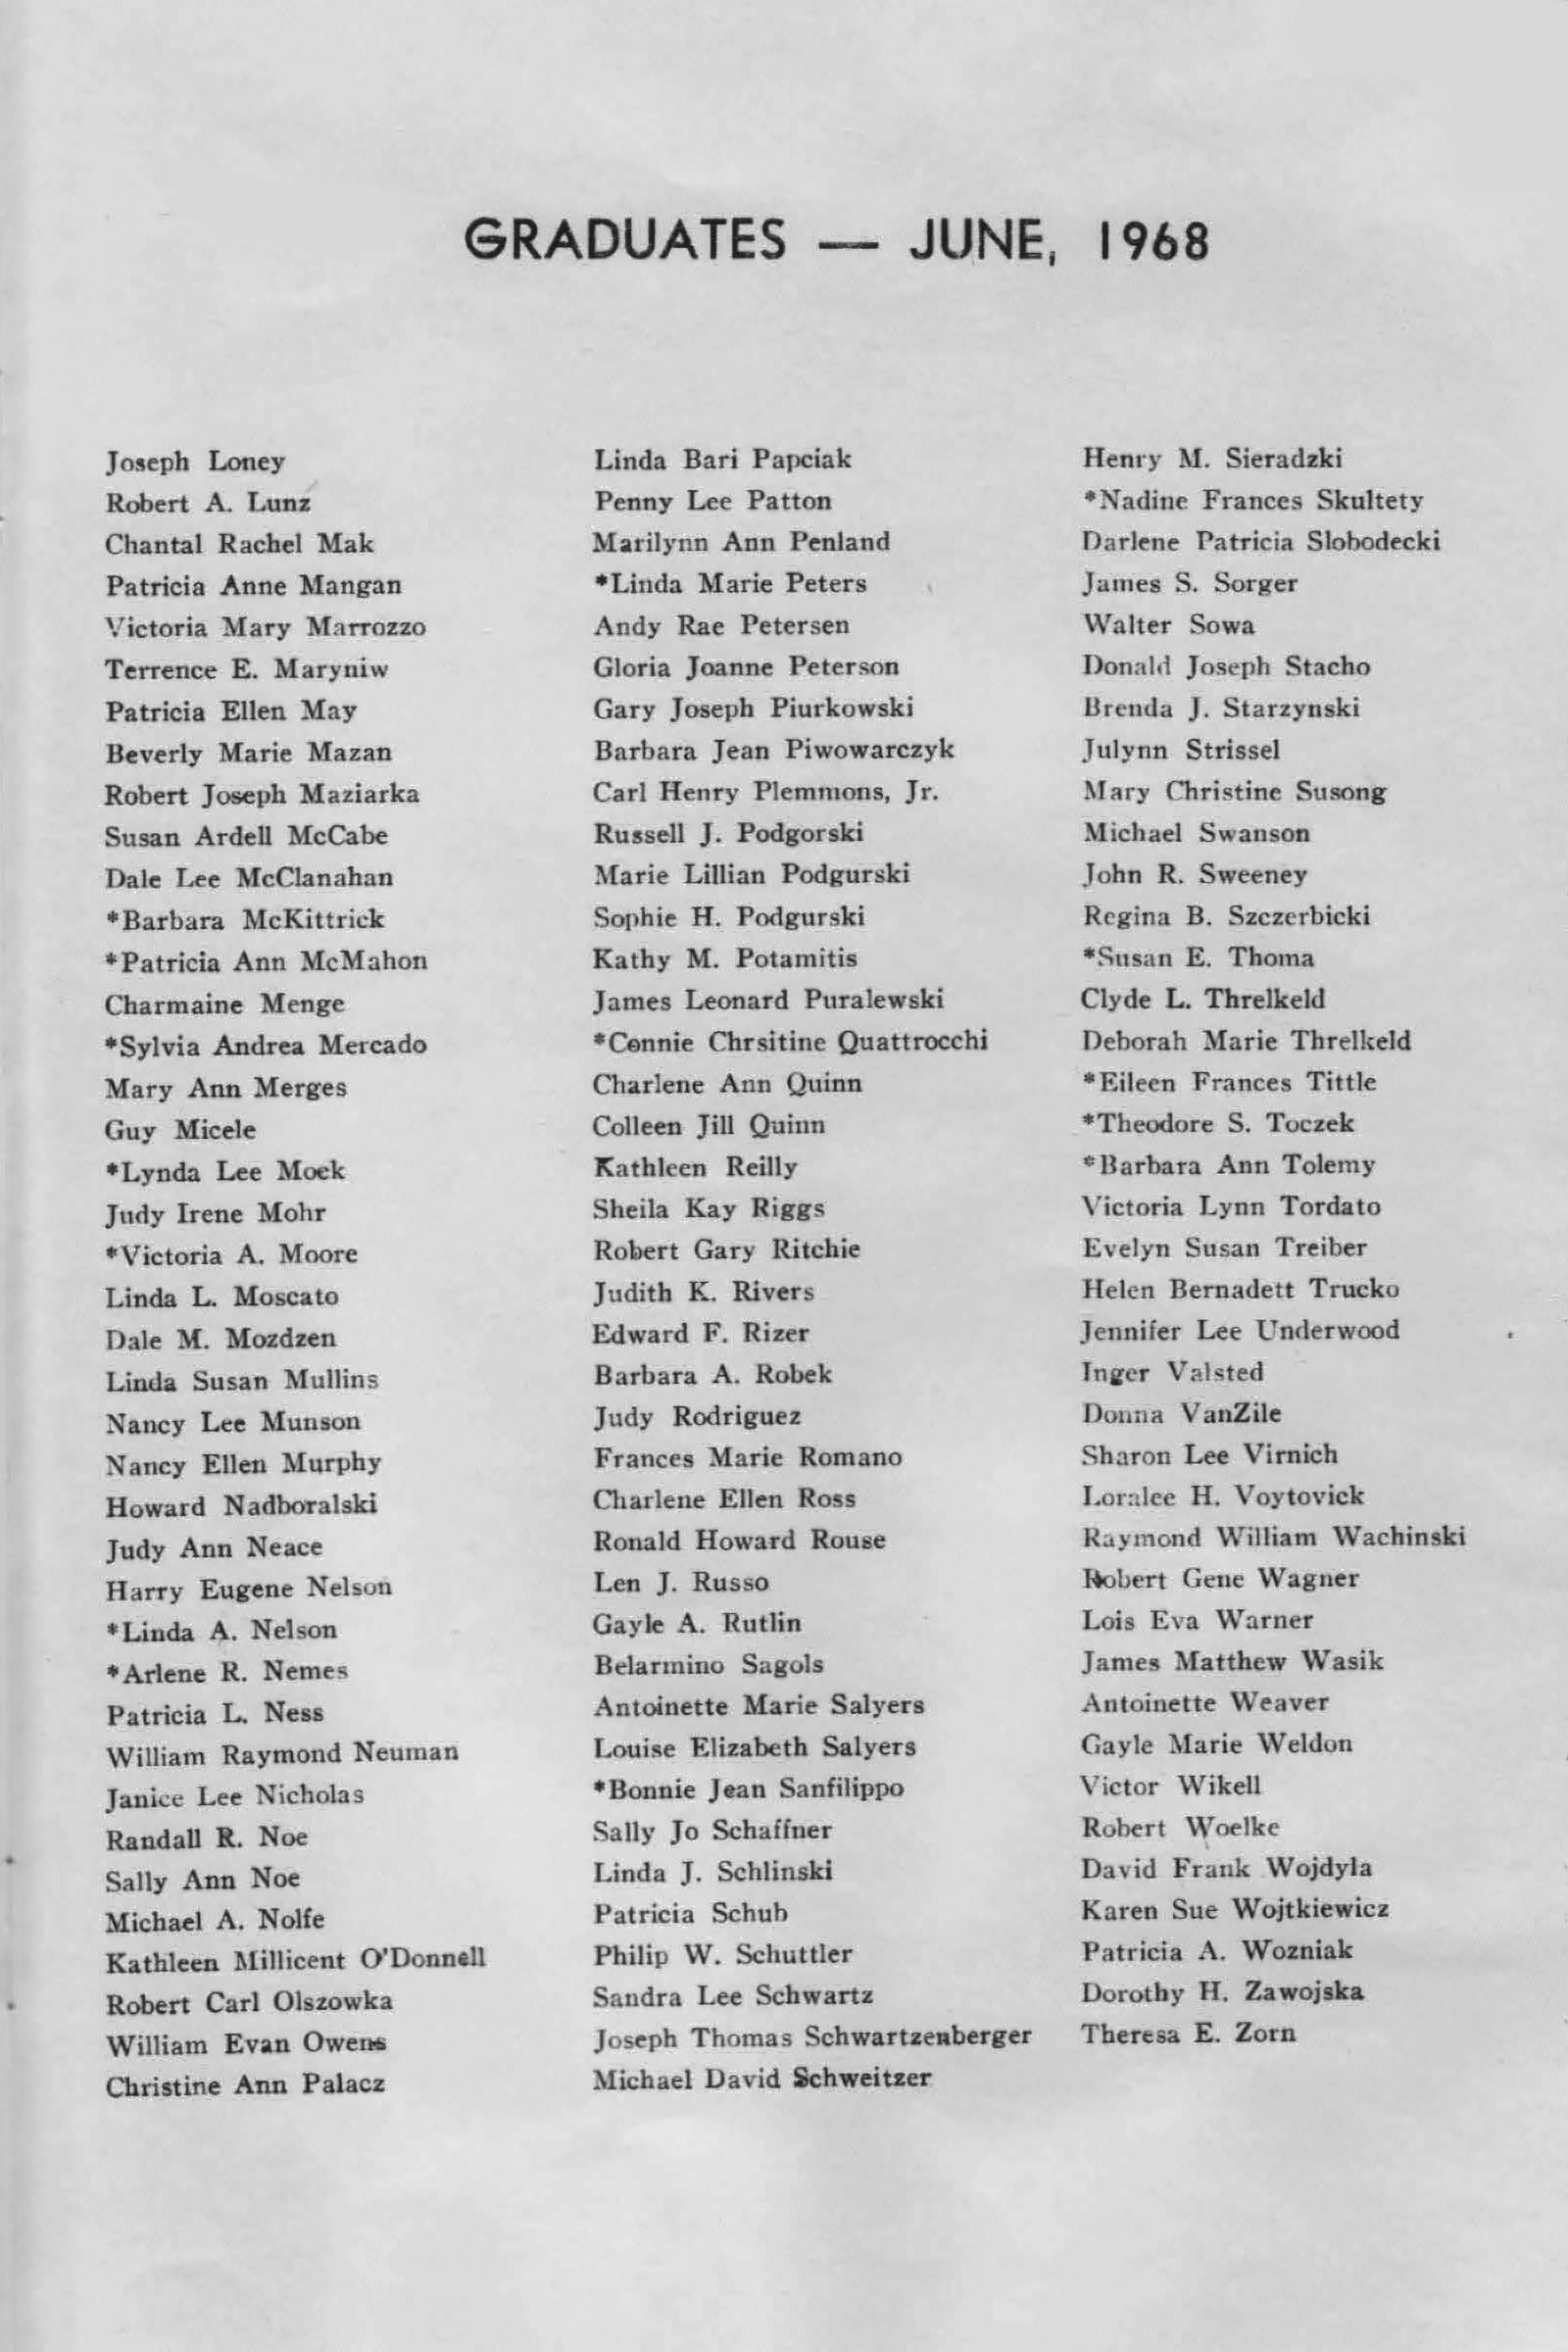 GRADUATES — JUNE, 1968
Joseph Loney
Robert A. Lunz
Chantal Rachel Mak
Patricia Anne Mangan
Victoria Mary Marrozzo
Terrence E. Maryniw
Patricia Ellen May
Beverly Marie Mazan
Robert Joseph Maziarka
Susan Ardell McCabe
Dale Lee McClanahan
*Barbara McKittrick
*Patricia Ann McMahon
Charmaine Menge
*Sylvia Andrea Mercado
Mary Ann Merges
Guy Micele
*Lynda Lee Moek
Judy Irene Mohr
*Victoria A. Moore
Linda L. Moscato
Dale M. Mozdzen
Linda Susan Mullins
Nancy Lee Munson
Nancy Ellen Murphy
Howard Nadboralski
Judy Ann Neace
Harry Eugene Nelson
*Linda A. Nelson
*Arlene R. Nemes
Patricia L. Ness
William Raymond Neuman
Janice Lee Nicholas
Randall R. Noe
Sally Ann Noe
Michael A. Nolfe
Kathleen Millicent O'Donnell
Robert Carl Olszowka
William Evan Owens
Christine Ann Palacz
Linda Bari Papciak
Penny Lee Patton
Marilynn Ann Penland
*Linda Marie Peters
Andy Rae Petersen
Gloria Joanne Peterson
Gary Joseph Piurkowski
Barbara Jean Piwowarczyk
Carl Henry Plemmons, Jr.
Russell J. Podgorski
Marie Lillian Podgurski
Sophie H. Podgurski
Kathy M. Potamitis
James Leonard Puralewski
*Connie Chrsitine Quattrocchi
Charlene Ann Quinn
Colleen Jill Quinn
Kathleen Reilly
Sheila Kay Riggs
Robert Gary Ritchie
Judith K. Rivers
Edward F. Rizer
Barbara A. Robek
Judy Rodriguez
Frances Marie Romano
Charlene Ellen Ross
Ronald Howard Rouse
Len J. Russo
Gayle A. Rutlin
Belarmino Sagols
Antoinette Marie Salyers
Louise Elizabeth Salyers
*Bonnie Jean Sanfilippo
Sally Jo Schaffner
Linda J. Schlinski
Patricia Schub
Philip W. Schuttler
Sandra Lee Schwartz
Joseph Thomas Schwartzenberger
Michael David Schweitzer
Henry M. Sieradzki
*Nadine Frances Skultety
Darlene Patricia Slobodecki
James S. Sorger
Walter Sowa
Donald Joseph Stacho
Brenda J. Starzynski
Julynn Strissel
Mary Christine Susong
Michael Swanson
John R. Sweeney
Regina B. Szczerbicki
*Susan E. Thoma
Clyde L. Threlkeld
Deborah Marie Threlkeld
*Eileen Frances Tittle
*Theodore S. Toczek
*Barbara Ann Tolemy
Victoria Lynn Tordato
Evelyn Susan Treiber
Helen Bernadett Trucko
Jennifer Lee Underwood
Inger Valsted
Donna VanZile
Sharon Lee Virnich
Loralee H. Voytovick
Raymond William Wachinski
Robert Gene Wagner
Lois Eva Warner
James Matthew Wasik
Antoinette Weaver
Gayle Marie Weldon
Victor Wikell
Robert Woelke
David Frank Wojdyla
Karen Sue Wojtkiewicz
Patricia A. Wozniak
Dorothy H. Zawojska
Theresa E. Zorn